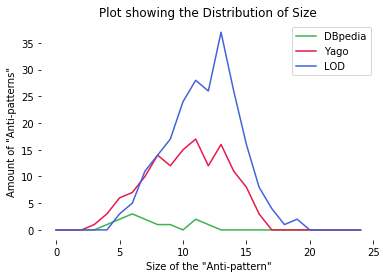 Plot showing the Distribution of Size
DBpedia
Yago
LOD
Amount of "Anti-patterns"
35
30
25
20
15
10
5
0
0 5 10 15 20 25
Size of the "Anti-pattern"